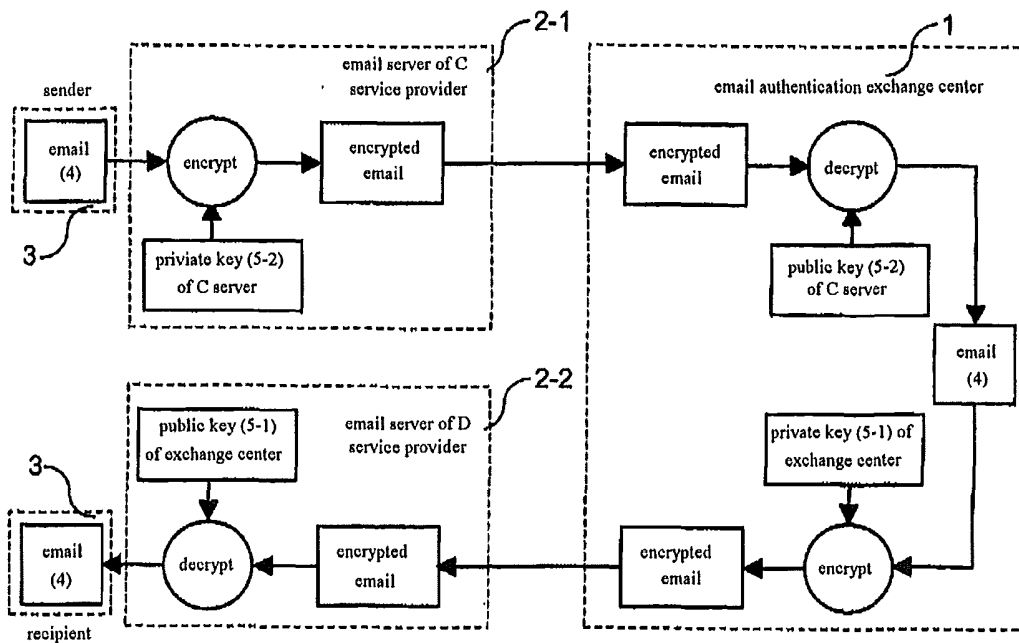 2-1
1
email server of C
service provider
email authentication exchange center
sender
email
(4)
encrypt
encrypted
email
encrypted
email
decrypt
3
priviate key (5-2)
of C server
public key (5-2)
of C server
email
(4)
2-2
public key (5-1)
of exchange center
email server of D
service provider
private key (5-1) of
exchange center
3
email
(4)
decrypt
encrypted
email
encrypted
email
encrypt
recipient